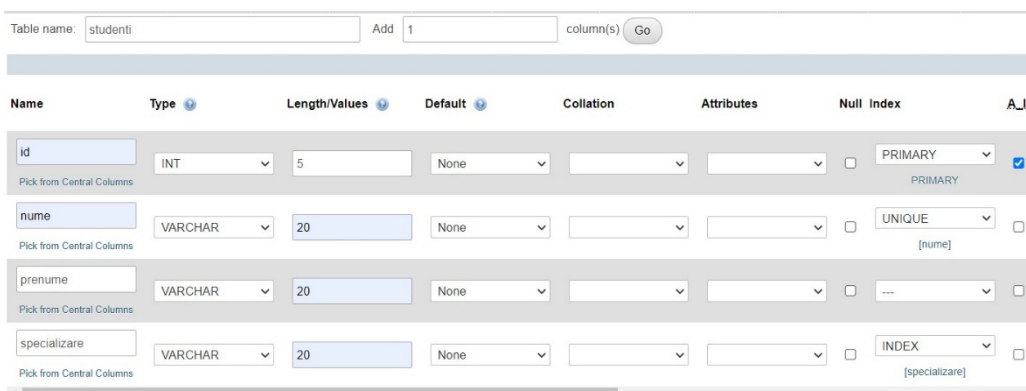 Table name: studenti Add 1 column(s) Go
Name Type Length/Values Default Collation Attributes Null Index A_I
id INT 5 None PRIMARY
Pick from Central Columns PRIMARY
nume VARCHAR 20 None UNIQUE
Pick from Central Columns [nume]
prenume VARCHAR 20 None ---
Pick from Central Columns
specializare VARCHAR 20 None INDEX
Pick from Central Columns [specializare]